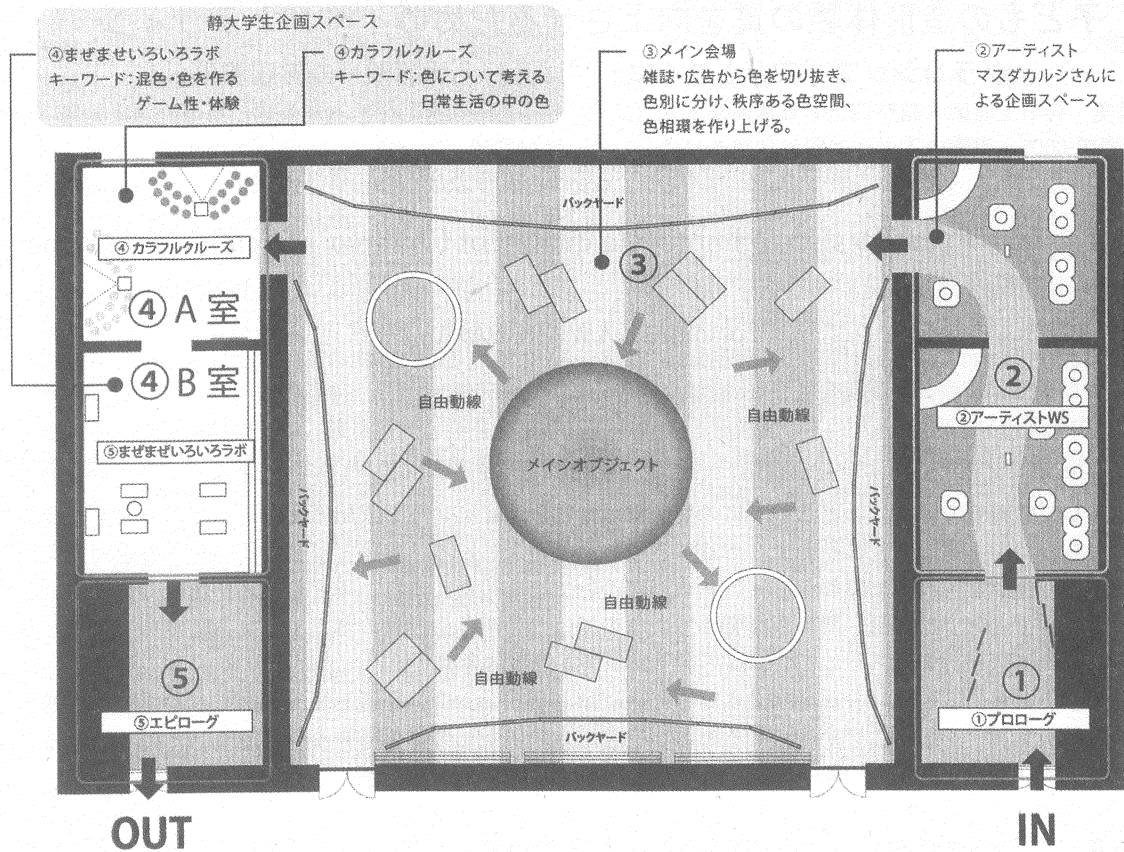 静大学生企画スペース
④まぜませいろいろラボ
キーワード：混色・色を作る
ゲーム性・体験
④カラフルクルーズ
キーワード：色について考える
日常生活の中の色
③メイン会場
雑誌・広告から色を切り抜き、
色別に分け、秩序ある色空間、
色相環を作り上げる。
②アーティスト
マスダカルシさんに
よる企画スペース
バックヤード
③
④カラフルクルーズ
④A室
④B室
⑤まぜまぜいろいろラボ
自由動線
自由動線
メインオブジェクト
バックヤード
バックヤード
②
②アーティストWS
自由動線
自由動線
バックヤード
⑤
⑤エピローグ
①
①プロローグ
OUT
IN